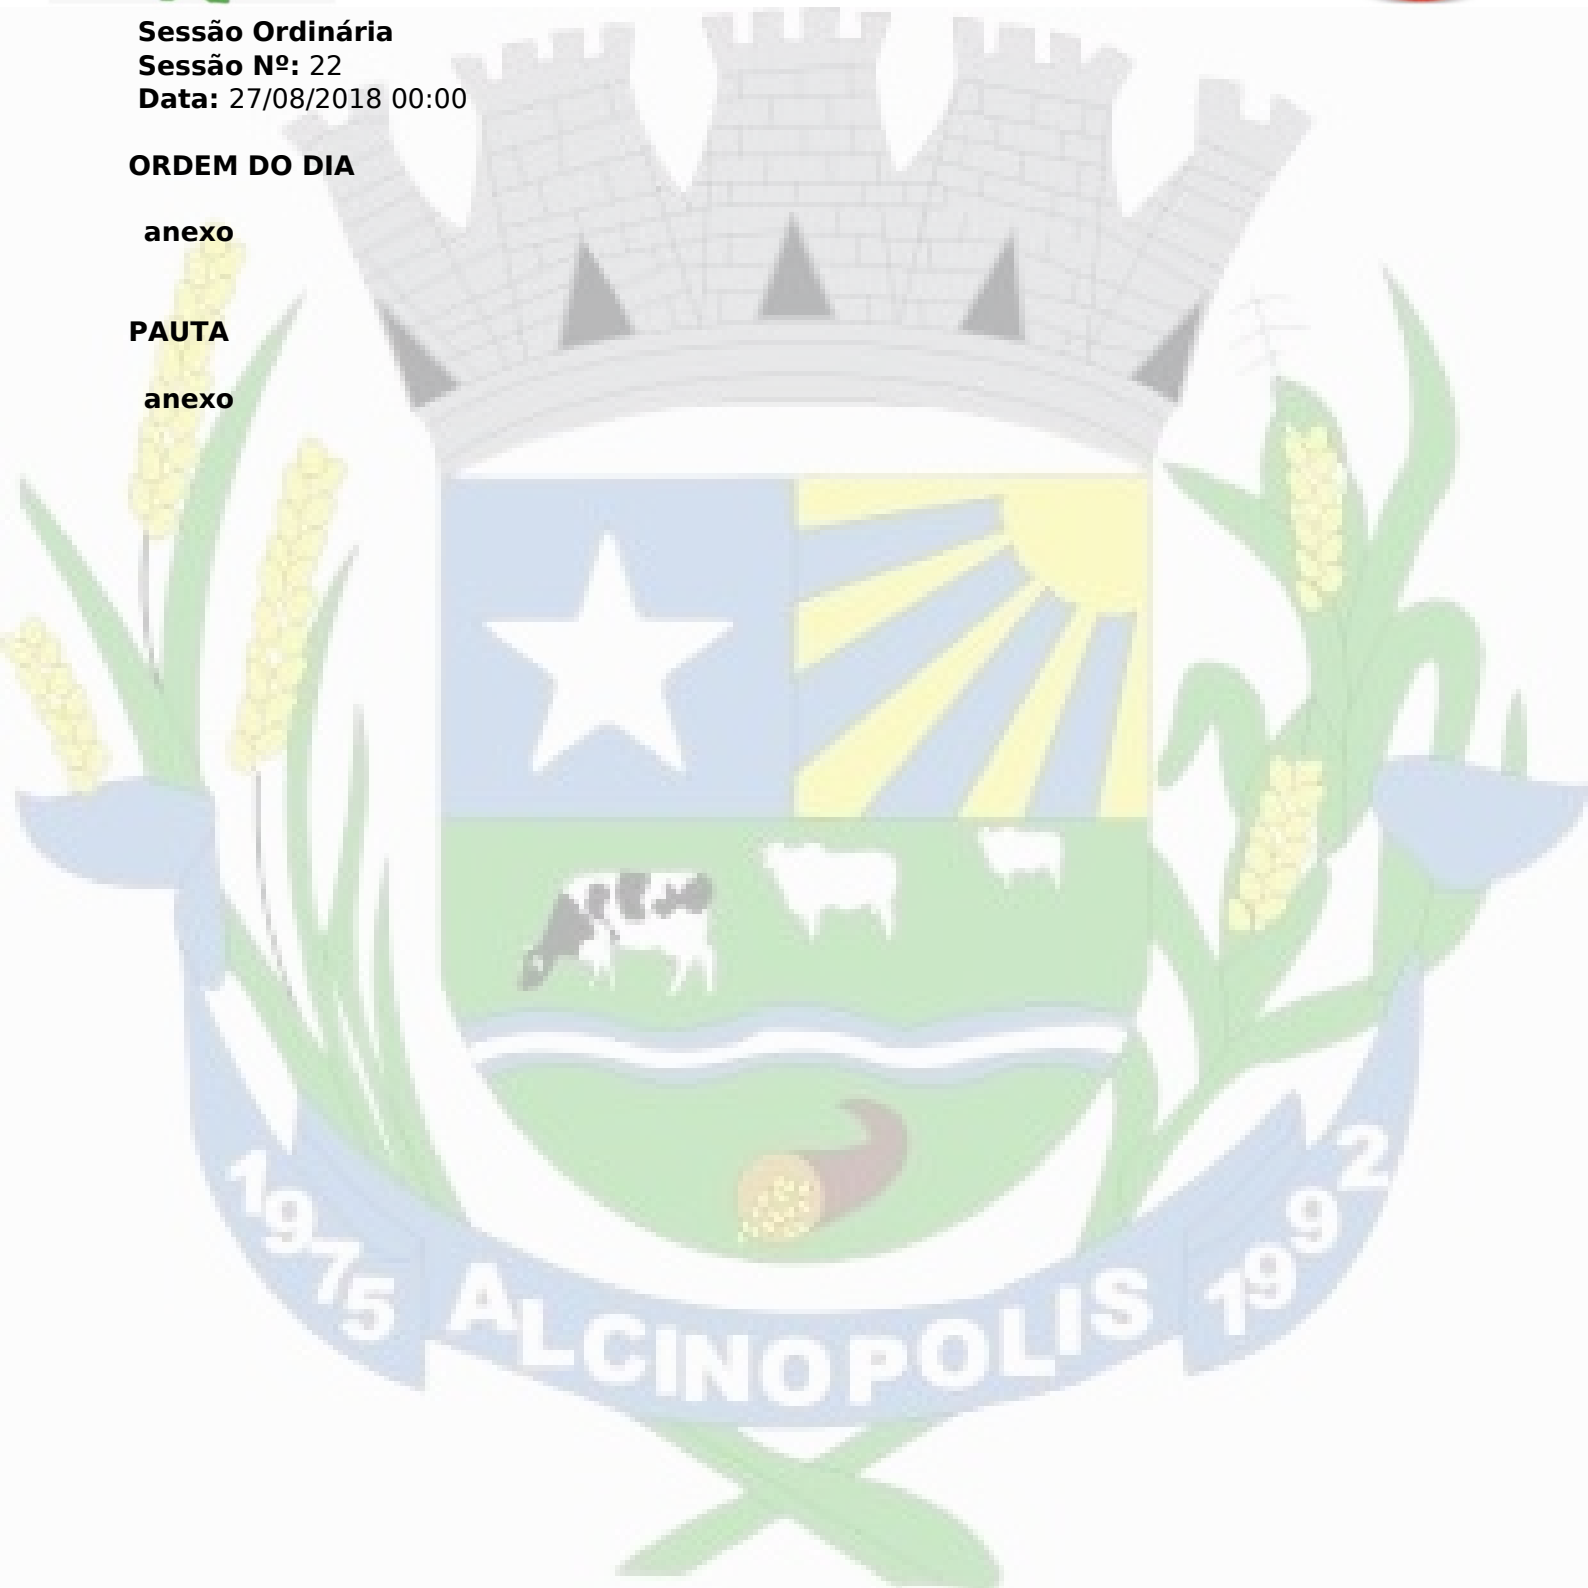 Sessão Ordinária
Sessão Nº: 22
Data: 27/08/2018 00:00
ORDEM DO DIA
anexo
PAUTA
anexo
1975 ALCINOPOLIS 1992